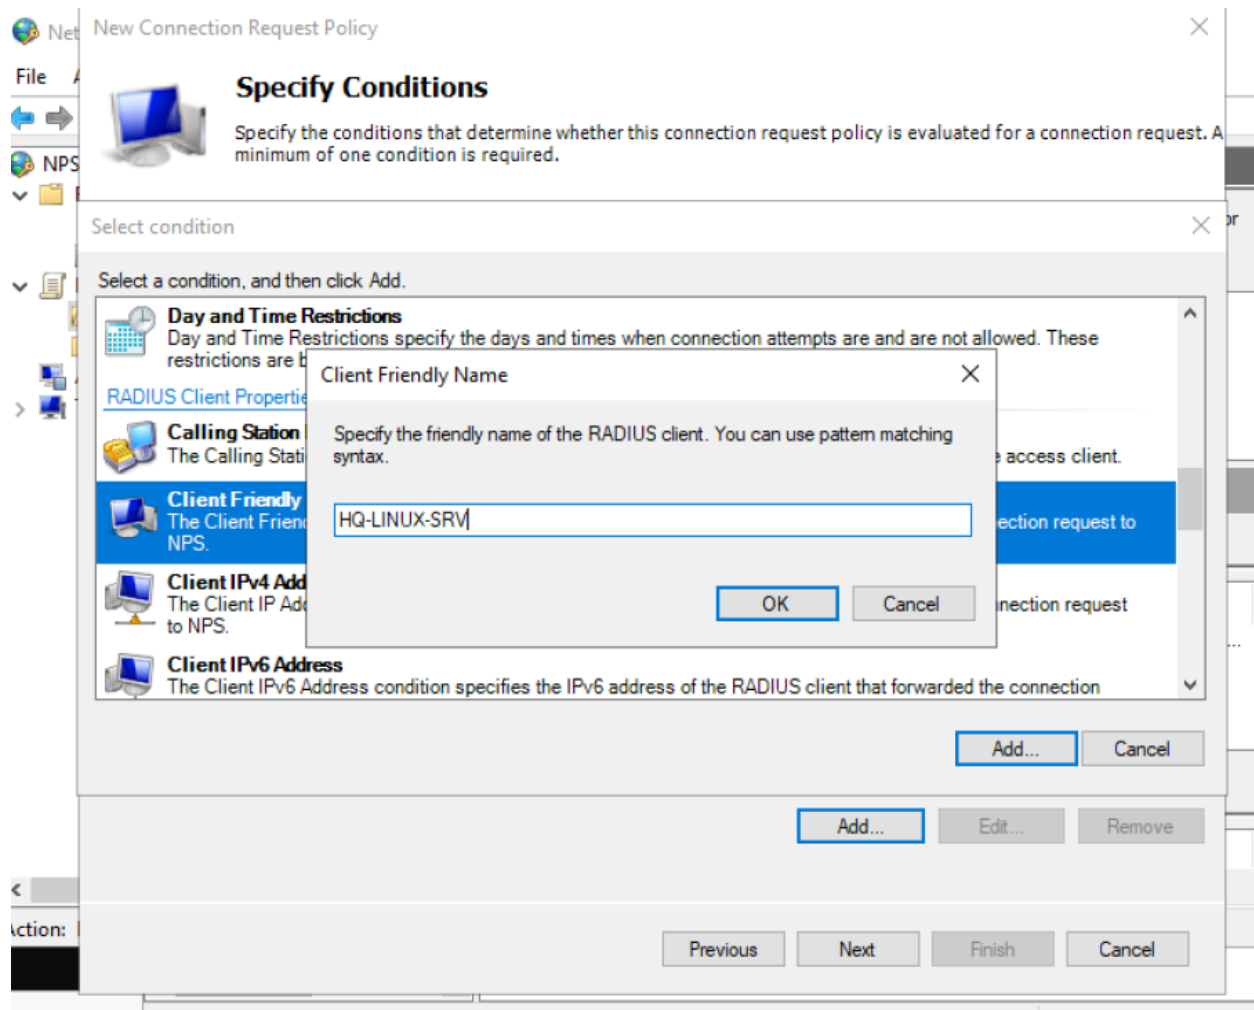 Net
New Connection Request Policy
File
Specify Conditions
Specify the conditions that determine whether this connection request policy is evaluated for a connection request. A
minimum of one condition is required.
NPS
Select condition
or
Select a condition, and then click Add.
Day and Time Restrictions
Day and Time Restrictions specify the days and times when connection attempts are and are not allowed. These
restrictions are b
Client Friendly Name
RADIUS Client Propertie
Calling Station
The Calling Stati
Specify the friendly name of the RADIUS client. You can use pattern matching
syntax.
e access client.
Client Friendly
The Client Friend
NPS.
HQ-LINUX-SRV
ection request to
Client IPv4 Add
The Client IP Add
to NPS.
OK
Cancel
nnection request
...
Client IPv6 Address
The Client IPv6 Address condition specifies the IPv6 address of the RADIUS client that forwarded the connection
Add...
Cancel
Add...
Edit...
Remove
Action:
Previous
Next
Finish
Cancel